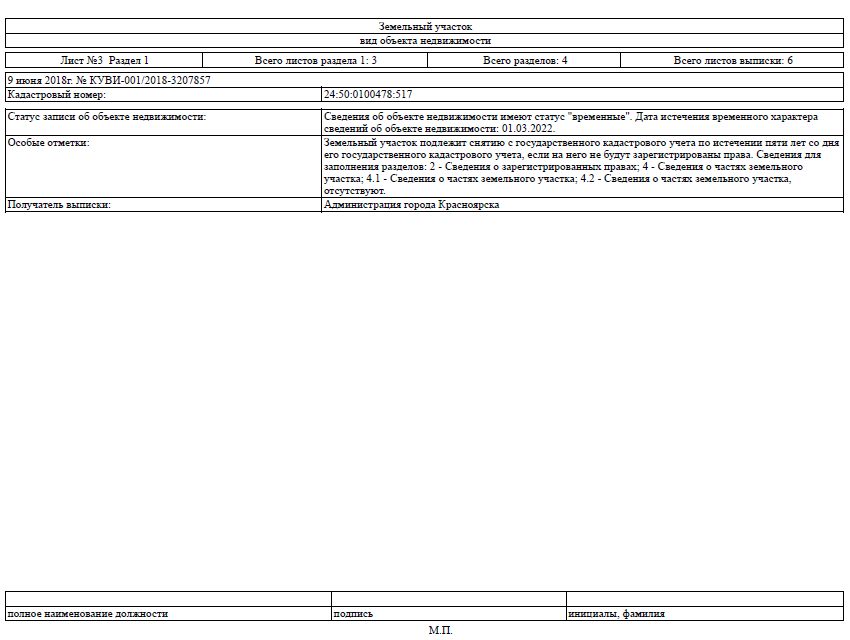 Земельный участок
вид объекта недвижимости
Лист №3 Раздел 1 Всего листов раздела 1: 3 Всего разделов: 4 Всего листов выписки: 6
9 июня 2018г. № КУВИ-001/2018-3207857
Кадастровый номер: 24:50:0100478:517
Статус записи об объекте недвижимости: Сведения об объекте недвижимости имеют статус "временные". Дата истечения временного характера
сведений об объекте недвижимости: 01.03.2022.
Особые отметки: Земельный участок подлежит снятию с государственного кадастрового учета по истечении пяти лет со дня
его государственного кадастрового учета, если на него не будут зарегистрированы права. Сведения для
заполнения разделов: 2 - Сведения о зарегистрированных правах; 4 - Сведения о частях земельного
участка; 4.1 - Сведения о частях земельного участка; 4.2 - Сведения о частях земельного участка,
отсутствуют.
Получатель выписки: Администрация города Красноярска
полное наименование должности подпись инициалы, фамилия
М.П.